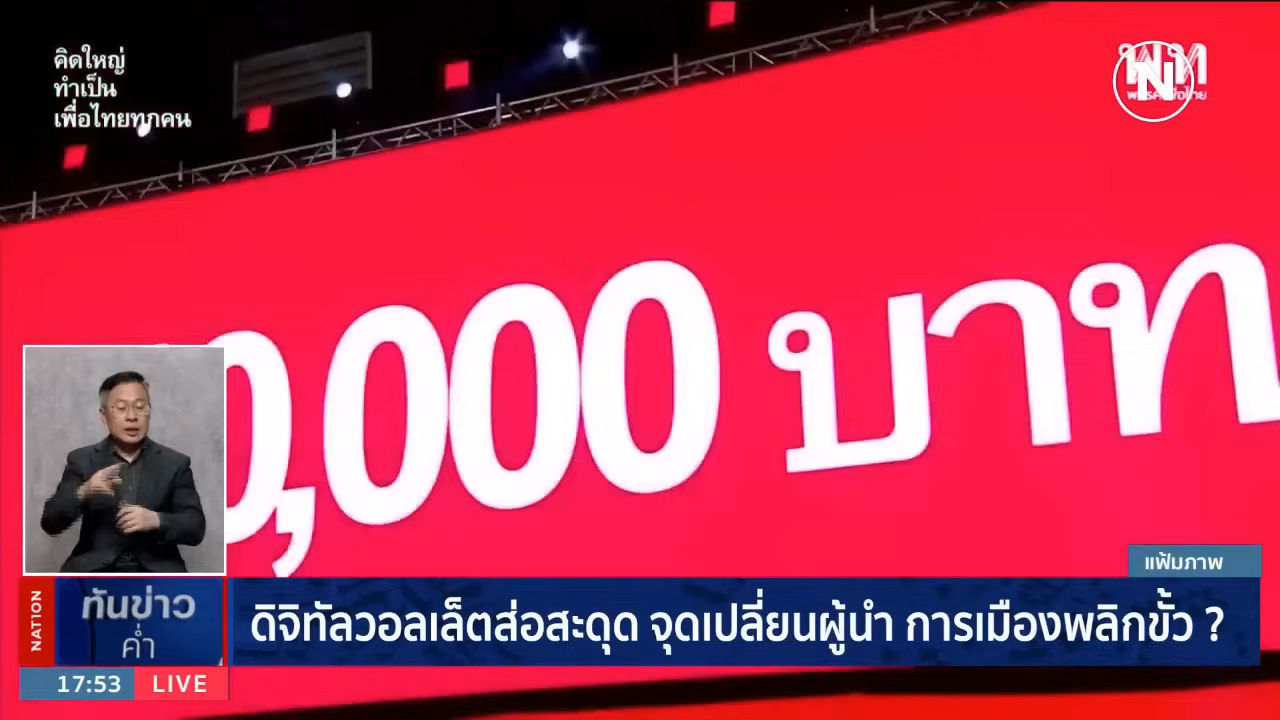 คิดใหญ่
ทำเป็น
เพื่อไทยทุกคน
N
0,000 บาท
แฟ้มภาพ
NATION
ทันข่าว
ค่ำ
ดิจิทัลวอลเล็ตส่อสะดุด จุดเปลี่ยนผู้นำ การเมืองพลิกขั้ว ?
17:53 LIVE